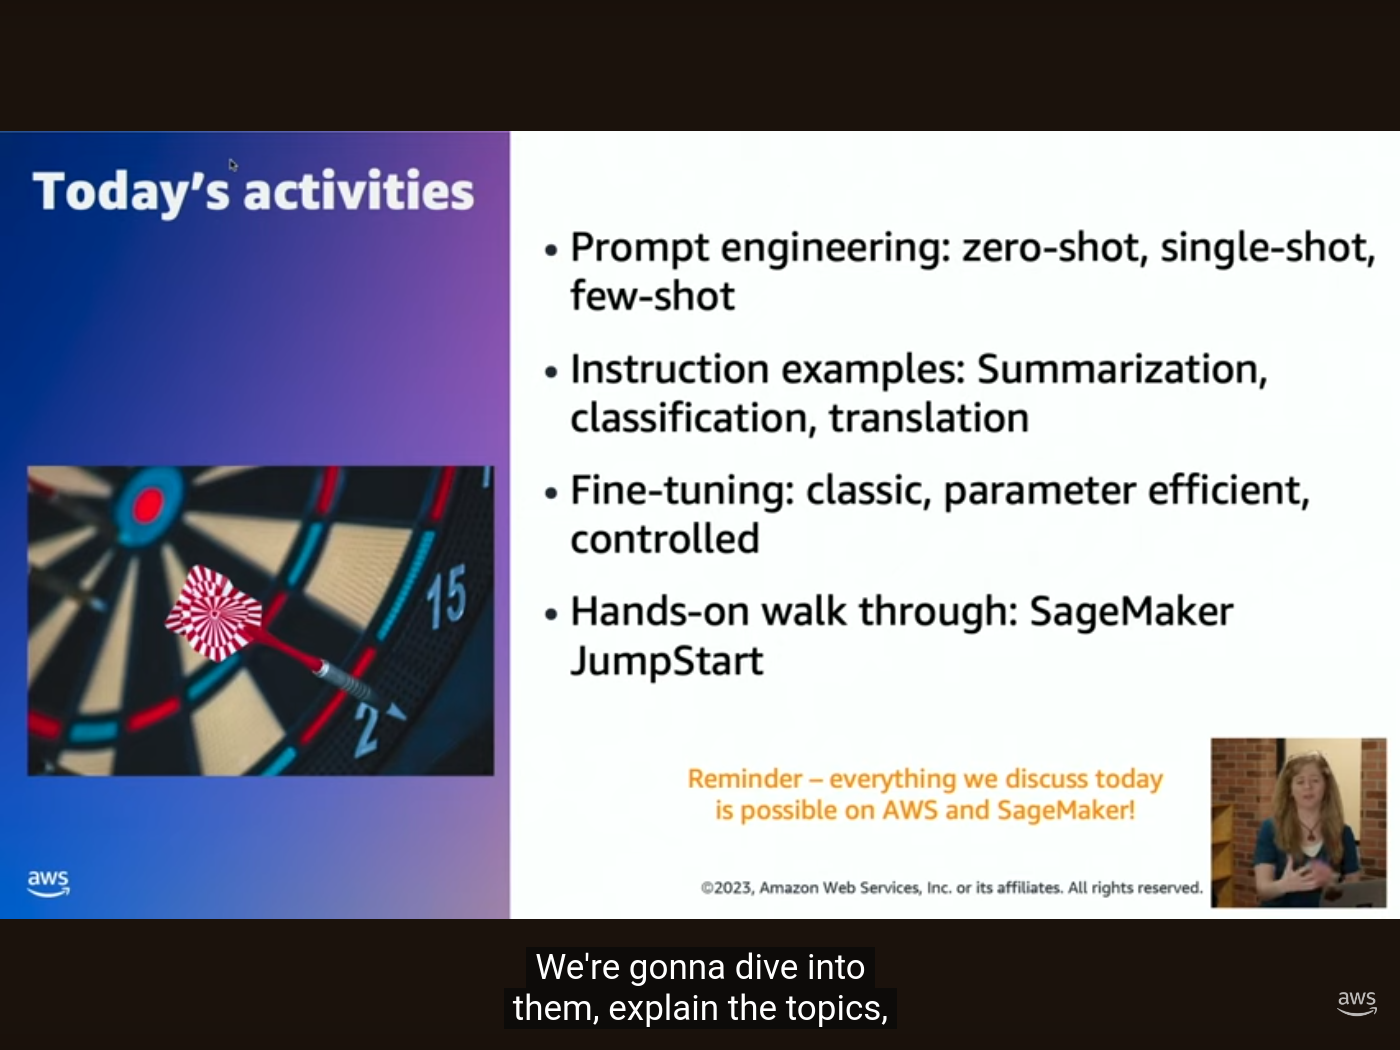 Today's activities
• Prompt engineering: zero-shot, single-shot,
few-shot
• Instruction examples: Summarization,
classification, translation
• Fine-tuning: classic, parameter efficient,
controlled
• Hands-on walk through: SageMaker
JumpStart
15
2
Reminder – everything we discuss today
is possible on AWS and SageMaker!
aws
©2023, Amazon Web Services, Inc. or its affiliates. All rights reserved.
We're gonna dive into
them, explain the topics,
aws